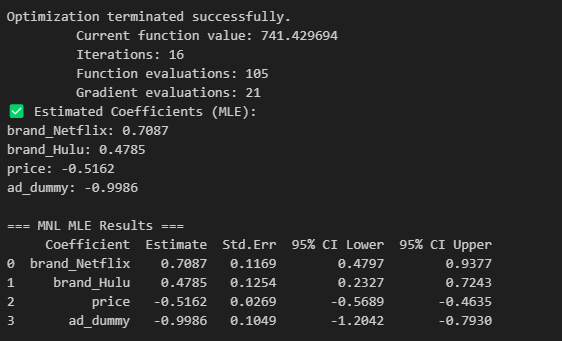 Optimization terminated successfully.
Current function value: 741.429694
Iterations: 16
Function evaluations: 105
Gradient evaluations: 21
✅ Estimated Coefficients (MLE):
brand_Netflix: 0.7087
brand_Hulu: 0.4785
price: -0.5162
ad_dummy: -0.9986
=== MNL MLE Results ===
Coefficient Estimate Std.Err 95% CI Lower 95% CI Upper
0 brand_Netflix 0.7087 0.1169 0.4797 0.9377
1 brand_Hulu 0.4785 0.1254 0.2327 0.7243
2 price -0.5162 0.0269 -0.5689 -0.4635
3 ad_dummy -0.9986 0.1049 -1.2042 -0.7930